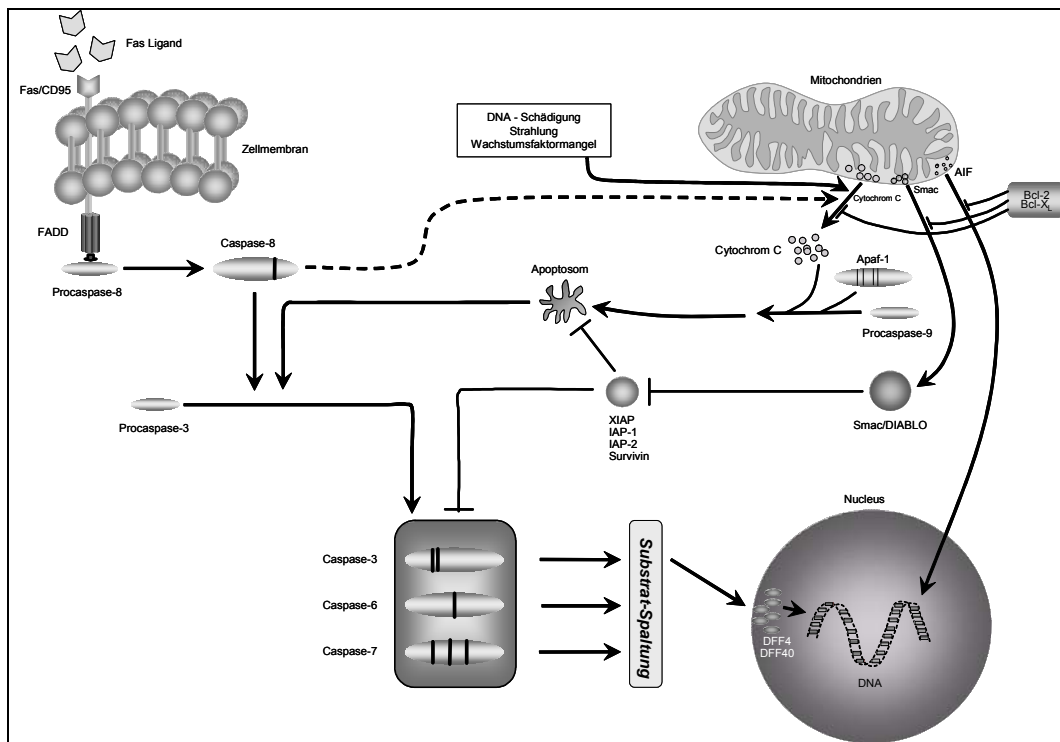 Fas Ligand
Fas/CD95
Zellmembran
FADD
Procaspase-8
Caspase-8
DNA - Schädigung
Strahlung
Wachstumsfaktormangel
Mitochondrien
AIF
Smac
Cytochrom C
Bcl-2
Bcl-XL
Cytochrom C
Apaf-1
Apoptosom
Procaspase-9
Procaspase-3
XIAP
IAP-1
IAP-2
Survivin
Smac/DIABLO
Nucleus
Caspase-3
Caspase-6
Caspase-7
Substrat-Spaltung
DFF4
DFF40
DNA